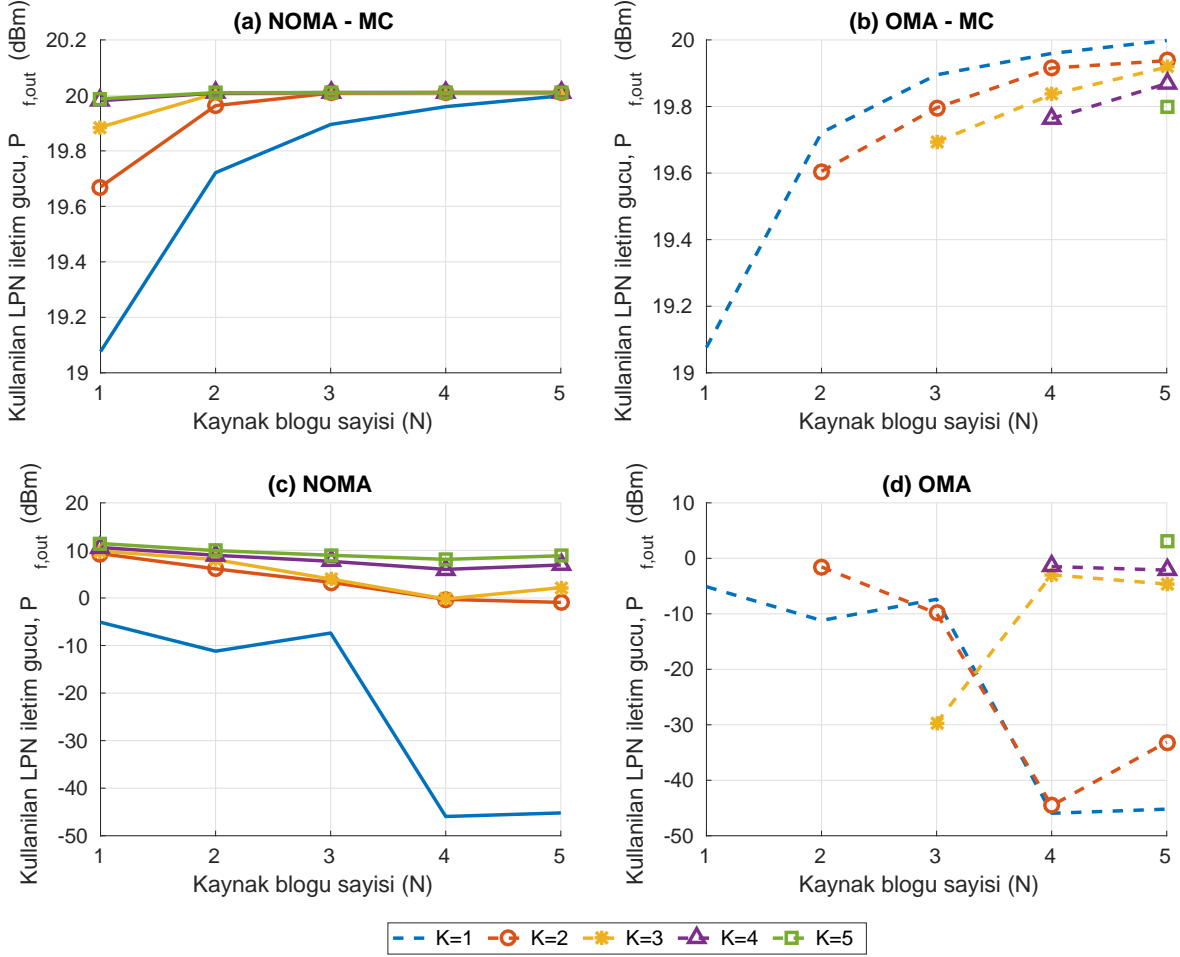 (a) NOMA - MC
Kullanilan LPN iletim gucu, P f,out (dBm)
20.2
20
19.8
19.6
19.4
19.2
19
1 2 3 4 5
Kaynak blogu sayisi (N)
(b) OMA - MC
Kullanilan LPN iletim gucu, P f,out (dBm)
20
19.8
19.6
19.4
19.2
19
1 2 3 4 5
Kaynak blogu sayisi (N)
(c) NOMA
Kullanilan LPN iletim gucu, P f,out (dBm)
20
10
0
-10
-20
-30
-40
-50
1 2 3 4 5
Kaynak blogu sayisi (N)
(d) OMA
Kullanilan LPN iletim gucu, P f,out (dBm)
10
0
-10
-20
-30
-40
-50
1 2 3 4 5
Kaynak blogu sayisi (N)
K=1 K=2 K=3 K=4 K=5